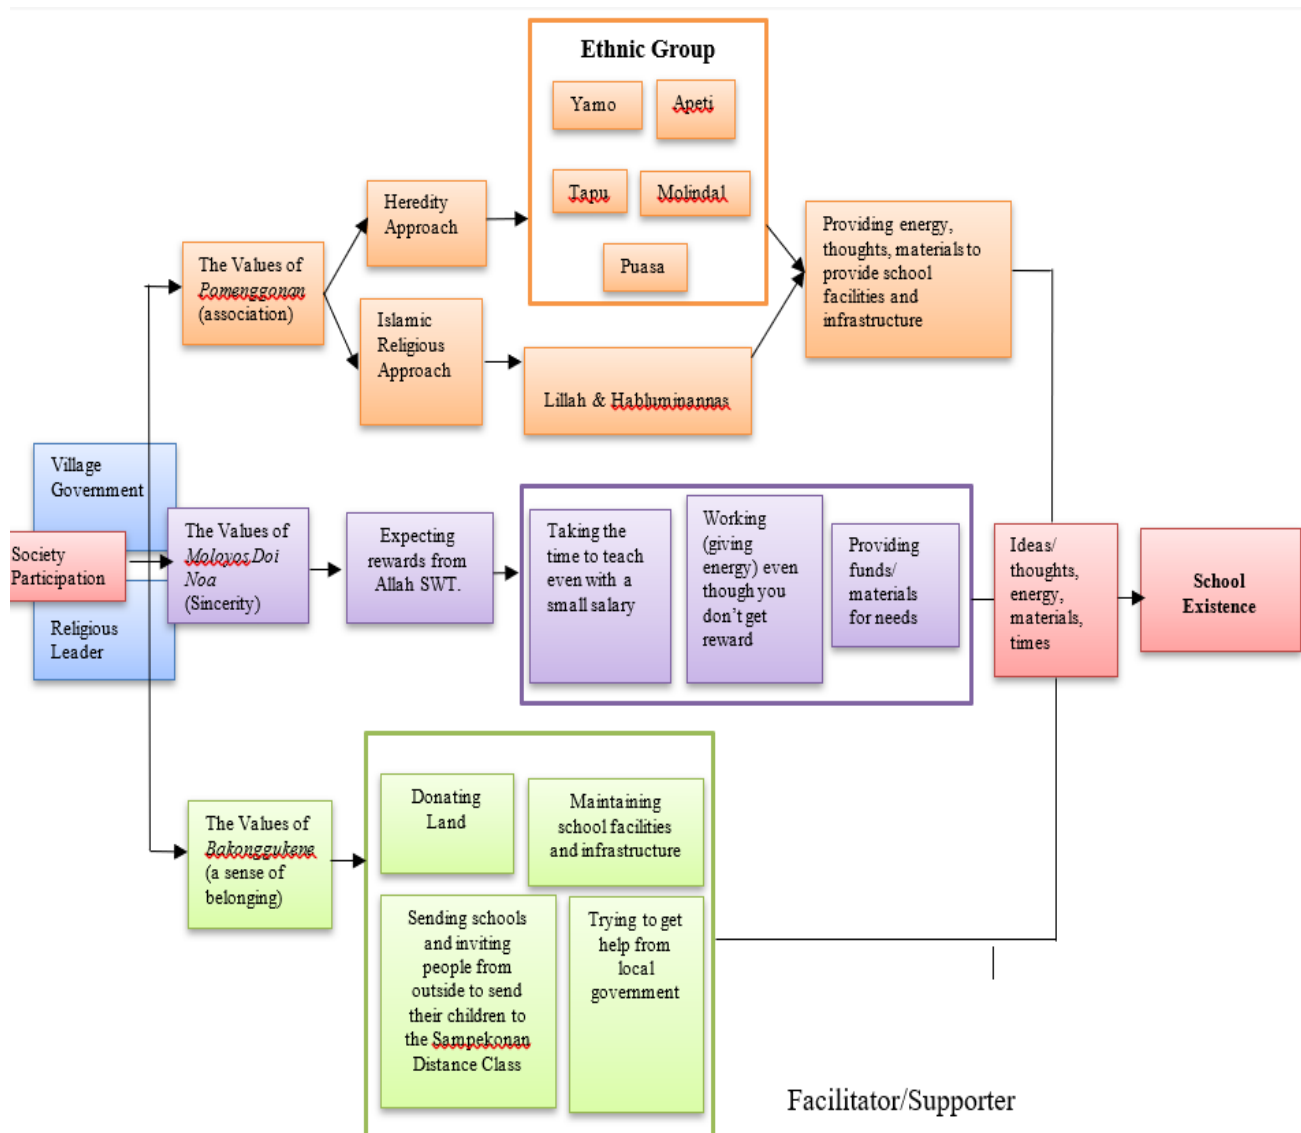 Ethnic Group
Yamo
Apeti
Tapu
Molindal
Puasa
Heredity
Approach
The Values of
Pomenggonan
(association)
Islamic
Religious
Approach
Lillah & Habluminannas
Providing energy,
thoughts, materials to
provide school
facilities and
infrastructure
Village
Government
Society
Participation
Religious
Leader
The Values of
Moloyos Doi
Noa
(Sincerity)
Expecting
rewards from
Allah SWT.
Taking the
time to teach
even with a
small salary
Working
(giving
energy) even
though you
don't get
reward
Providing
funds/
materials
for needs
Ideas/
thoughts,
energy,
materials,
times
School
Existence
The Values of
Bakonggukene
(a sense of
belonging)
Donating
Land
Maintaining
school facilities
and infrastructure
Sending schools
and inviting
people from
outside to send
their children to
the Sampekonan
Distance Class
Trying to get
help from
local
government
Facilitator/Supporter